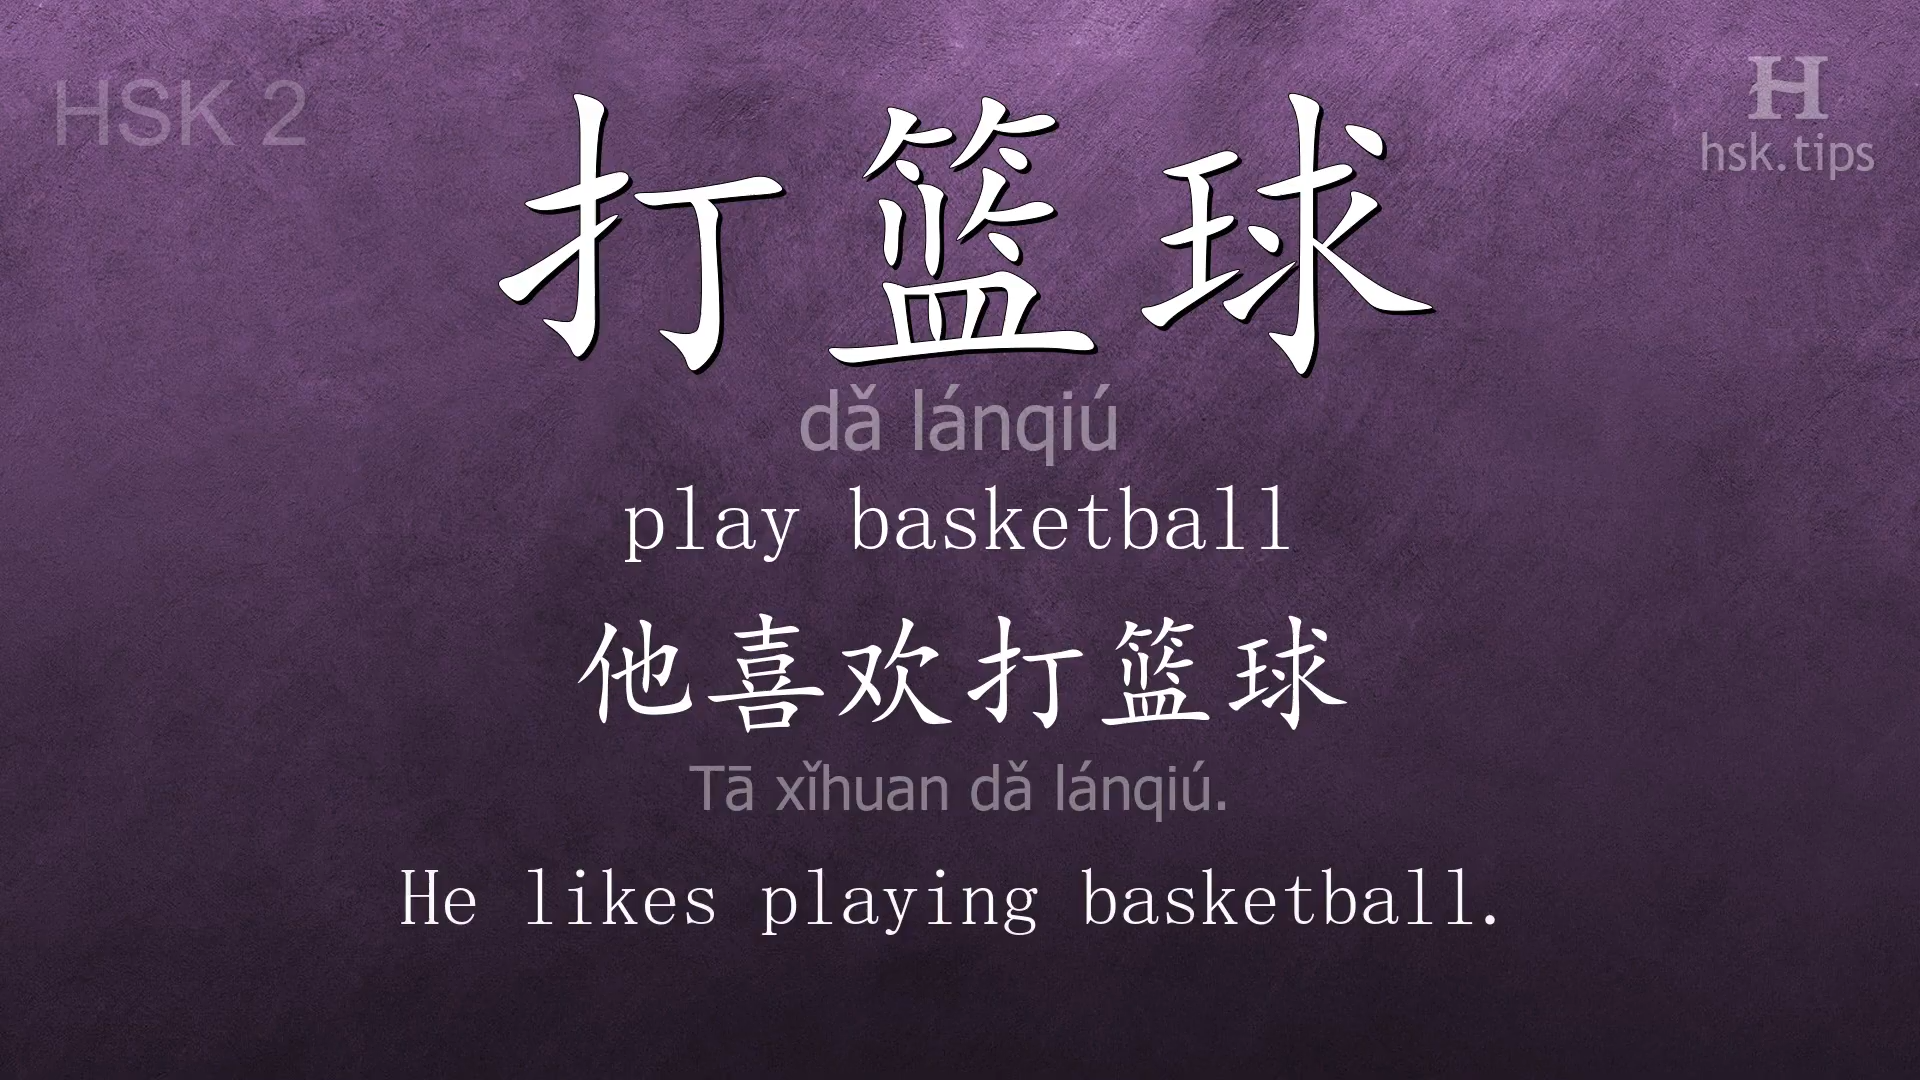 HSK 2
H
hsk.tips
打篮球
dǎ lánqiú
play basketball
他喜欢打篮球
Tā xǐhuan dǎ lánqiú.
He likes playing basketball.